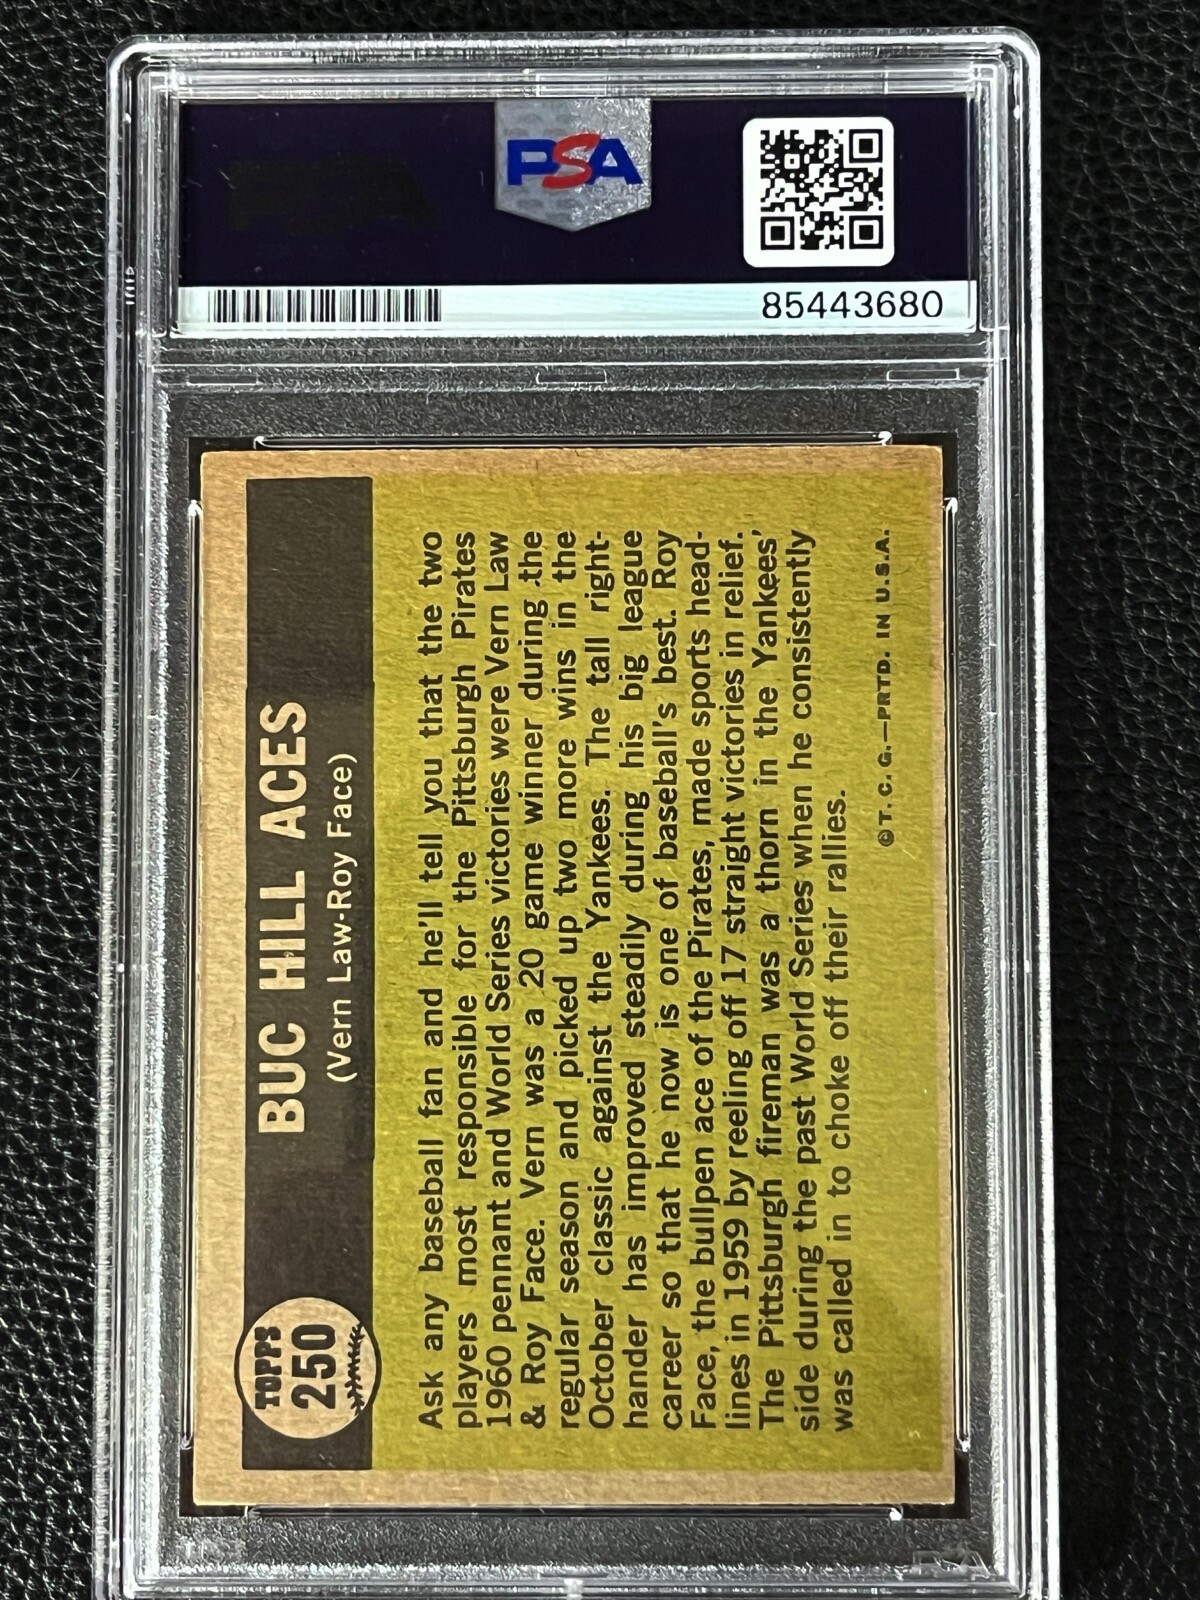 PSA
85443680
TOPPS
250
BUC HILL ACES
(Vern Law-Roy Face)
Ask any baseball fan and he'll tell you that the two
players most responsible for the Pittsburgh Pirates
1960 pennant and World Series victories were Vern Law
& Roy Face. Vern was a 20 game winner during the
regular season and picked up two more wins in the
October classic against the Yankees. The tall right-
hander has improved steadily during his big league
career so that he now is one of baseball's best. Roy
Face, the bullpen ace of the Pirates, made sports head-
lines in 1959 by reeling off 17 straight victories in relief.
The Pittsburgh fireman was a thorn in the Yankees'
side during the past World Series when he consistently
was called in to choke off their rallies.
© T. C. G.—PRTD. IN U.S.A.